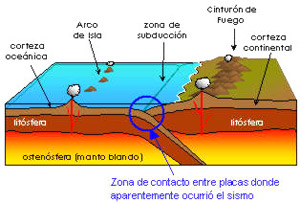 Cinturón de
Fuego
Arco
de Isla
zona de
subducción
corteza
oceánica
corteza
continental
litósfera
litósfera
ostenósfera (manto blando)
Zona de contacto entre placas donde
aparentemente ocurrió el sismo